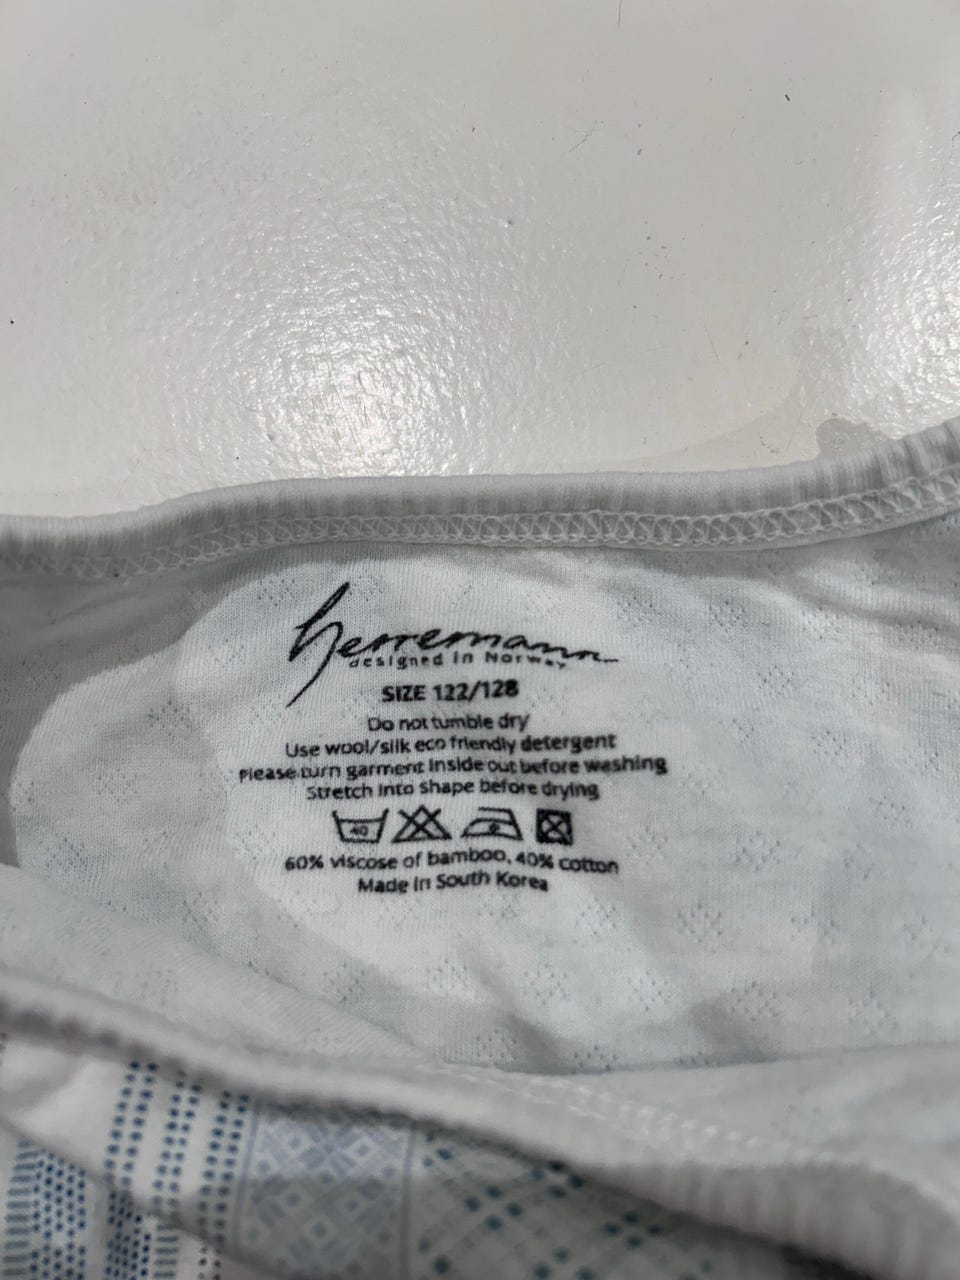 herremann
designed in Norway
SIZE 122/128
Do not tumble dry
Use wool/silk eco friendly detergent
Please turn garment inside out before washing
Stretch into shape before drying
40
60% viscose of bamboo, 40% cotton
Made in South Korea